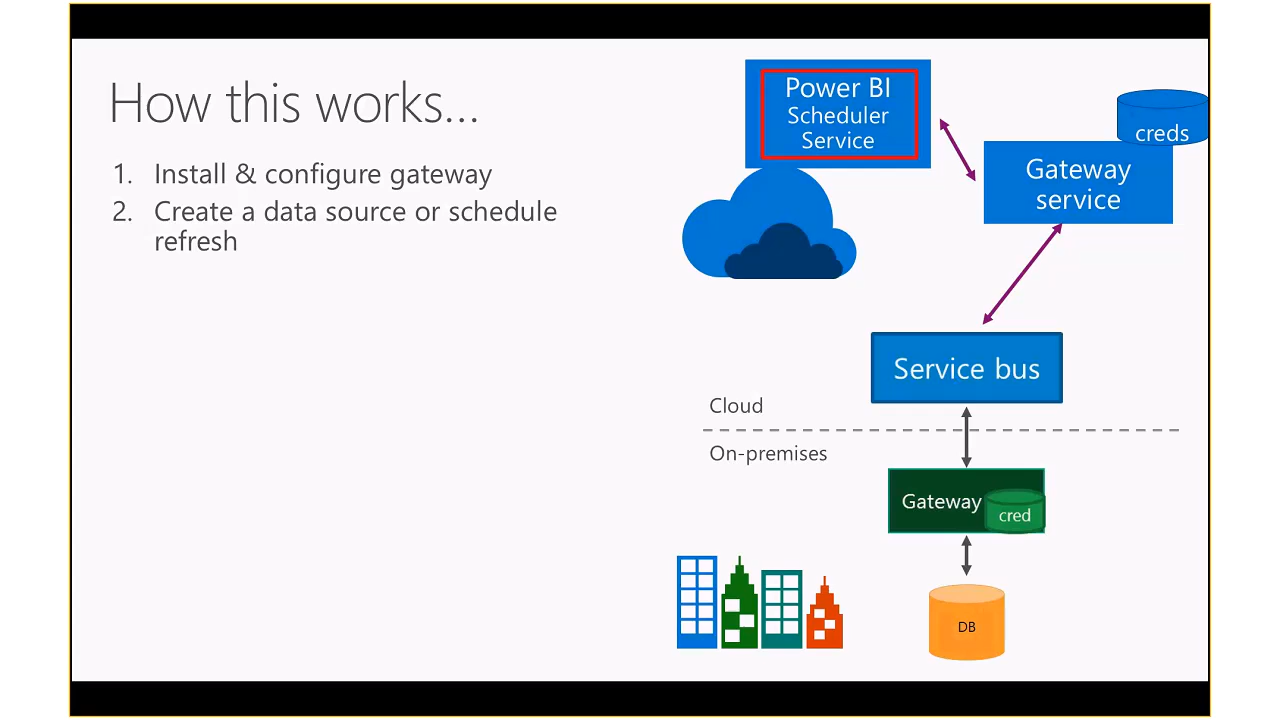 How this works...
1. Install & configure gateway
2. Create a data source or schedule
refresh
Power BI
Scheduler
Service
creds
Gateway
service
Service bus
Cloud
On-premises
Gateway
cred
DB